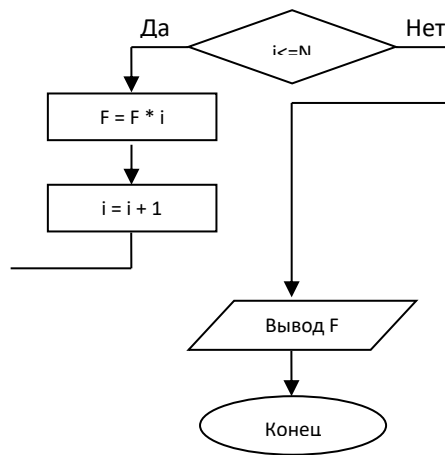 Да
Нет
i<=N
F = F * i
i = i + 1
Вывод F
Конец